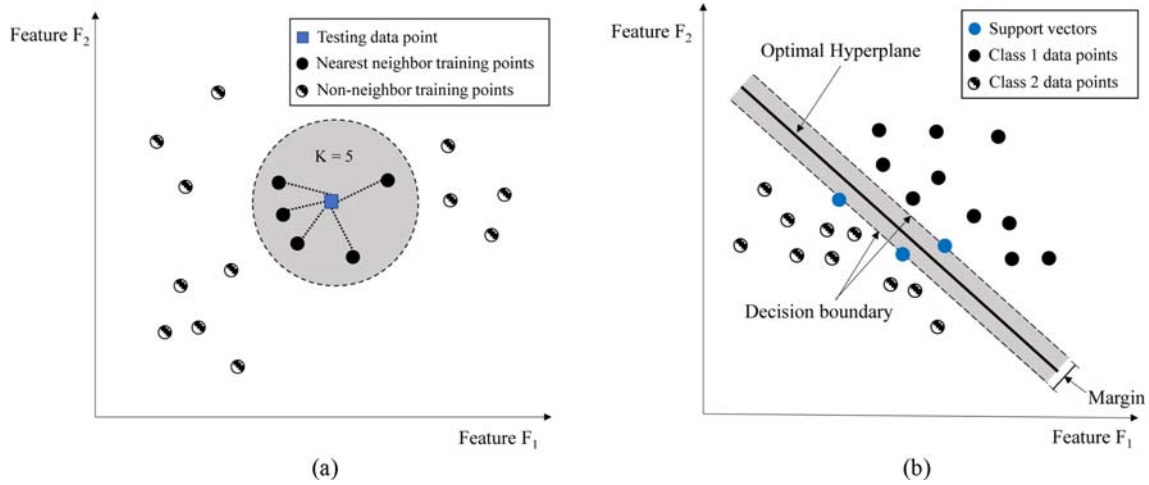 Feature F₂
Testing data point
Nearest neighbor training points
Non-neighbor training points
K = 5
Feature F₁
(a)
Feature F₂
Support vectors
Class 1 data points
Class 2 data points
Optimal Hyperplane
Decision boundary
Margin
Feature F₁
(b)